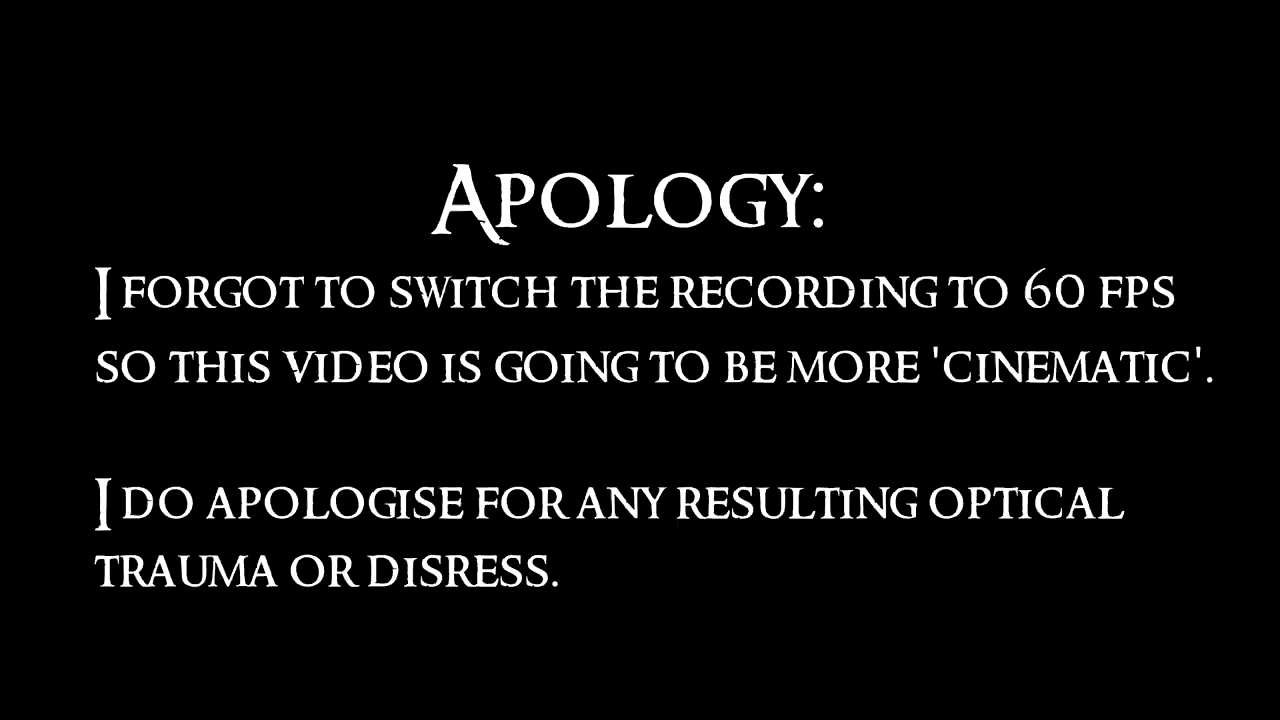 Apology:
I forgot to switch the recording to 60 fps
so this video is going to be more 'cinematic'.
I do apologise for any resulting optical
trauma or disress.